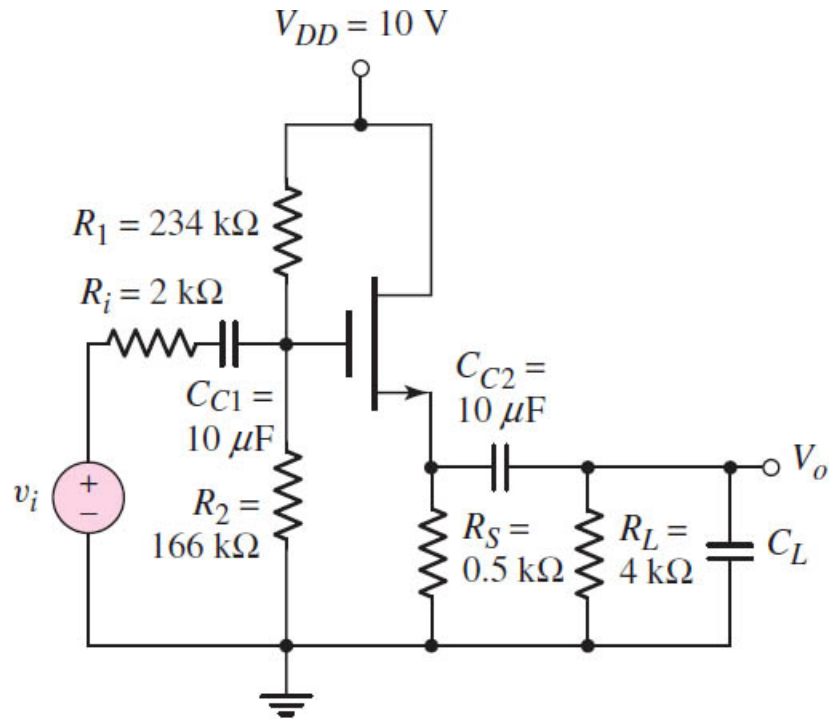 V_DD = 10 V
R_1 = 234 kΩ
R_i = 2 kΩ
C_C1 =
10 μF
C_C2 =
10 μF
v_i
+
−
R_2 =
166 kΩ
R_S =
0.5 kΩ
R_L =
4 kΩ
C_L
V_o